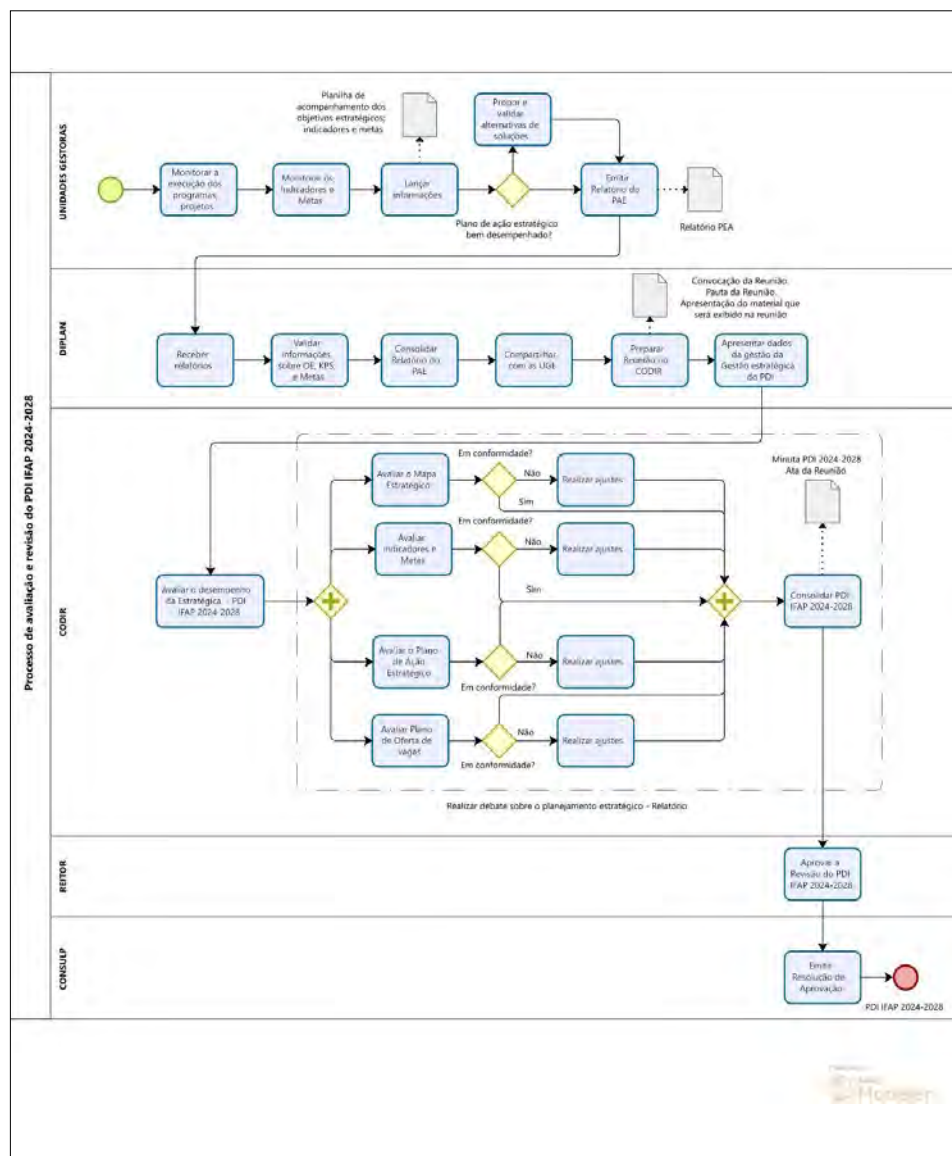 Processo de avaliação e revisão do PDI IFAP 2024-2028
UNIDADES GESTORAS
Planilha de
acompanhamento dos
objetivos estratégicos;
indicadores e metas
Propor e
validar
alternativas de
soluções
Monitorar a
execução dos
programas,
projetos
Monitorar os
Indicadores e
Metas
Lançar
informações
Plano de ação estratégico
bem desempenhado?
Emitir
Relatório do
PAE
Relatório PEA
DIPLAN
Convocação da Reunião.
Pauta da Reunião.
Apresentação do material que
será exibido na reunião
Receber
relatórios
Validar
informações
sobre OE, KPS,
e Metas
Consolidar
Relatório do
PAE
Compartilhar
com as UGs
Preparar
Reunião no
CODIR
Apresentar dados
da gestão da
Gestão estratégica
do PDI
CODIR
Avaliar o desempenho
da Estratégica - PDI
IFAP 2024-2028
Avaliar o Mapa
Estratégico
Em conformidade?
Não
Sim
Realizar ajustes
Avaliar
Indicadores e
Metas
Em conformidade?
Não
Sim
Realizar ajustes
Avaliar o Plano
de Ação
Estratégico
Não
Em conformidade?
Realizar ajustes
Avaliar Plano
de Oferta de
vagas
Não
Em conformidade?
Realizar ajustes
Minuta PDI 2024-2028
Ata da Reunião
Consolidar PDI
IFAP 2024-2028
Realizar debate sobre o planejamento estratégico - Relatório
REITOR
Aprovar a
Revisão do PDI
IFAP 2024-2028
CONSULP
Emitir
Resolução de
Aprovação
PDI IFAP 2024-2028